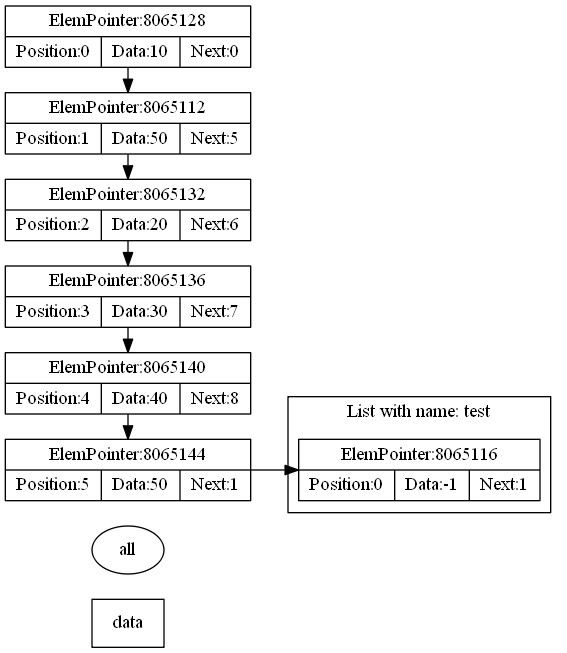 ElemPointer:8065128
Position:0 Data:10 Next:0
ElemPointer:8065112
Position:1 Data:50 Next:5
ElemPointer:8065132
Position:2 Data:20 Next:6
ElemPointer:8065136
Position:3 Data:30 Next:7
ElemPointer:8065140
Position:4 Data:40 Next:8
ElemPointer:8065144
Position:5 Data:50 Next:1
List with name: test
ElemPointer:8065116
Position:0 Data:-1 Next:1
all
data